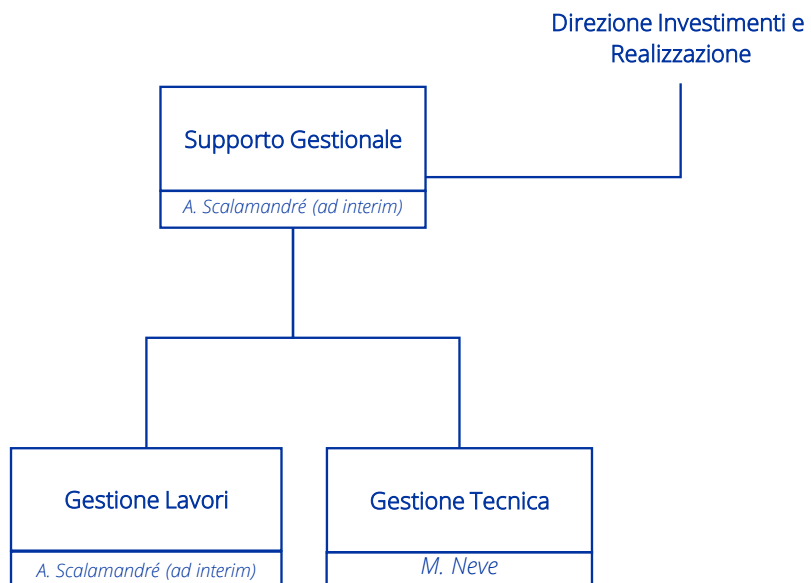 Direzione Investimenti e
Realizzazione
Supporto Gestionale
A. Scalamandré (ad interim)
Gestione Lavori
Gestione Tecnica
A. Scalamandré (ad interim)
M. Neve